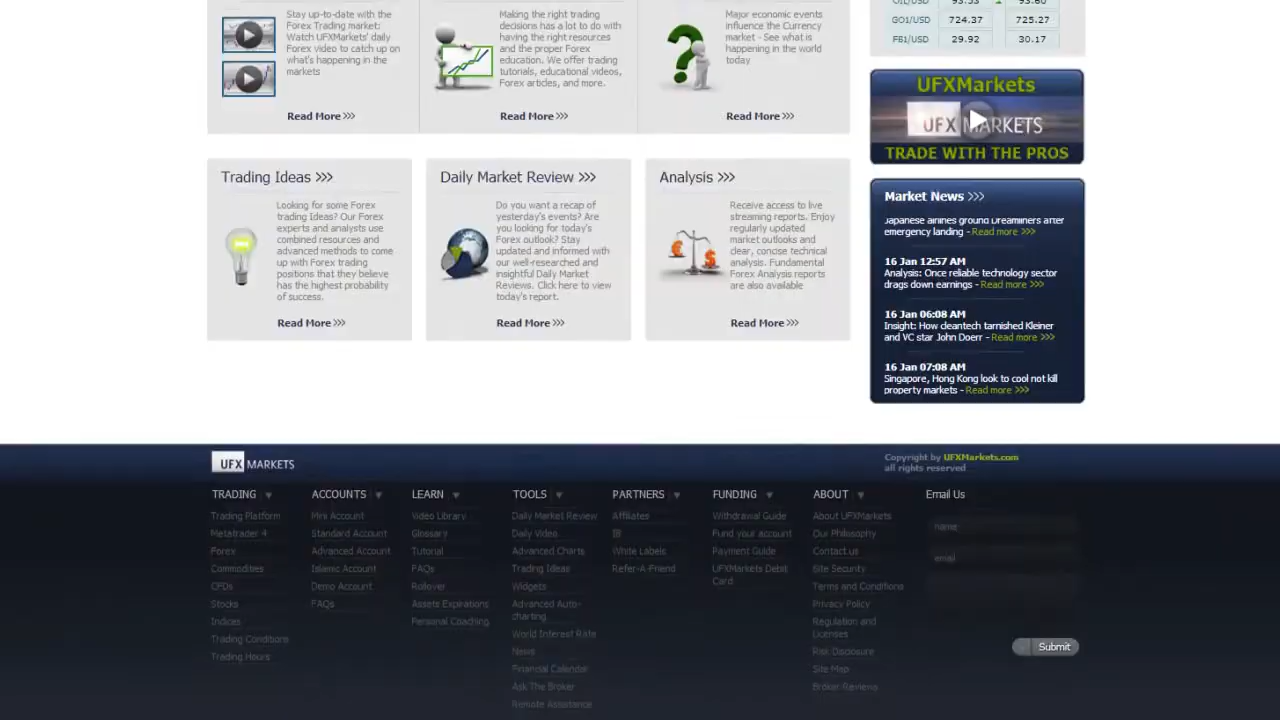 Stay up-to-date with the
Forex Trading market:
Watch UFXMarkets' daily
Forex video to catch up on
what's happening in the
markets
Read More >>>
Making the right trading
decisions has a lot to do with
having the right resources
and the proper Forex
education. We offer trading
tutorials, educational videos,
Forex articles, and more.
Read More >>>
Major economic events
influence the Currency
market - See what is
happening in the world
today
Read More >>>
OIL/USD 93.53 93.60
GO1/USD 724.37 725.27
FB1/USD 29.92 30.17
UFXMarkets
UFX MARKETS
TRADE WITH THE PROS
Trading Ideas >>>
Looking for some Forex
trading Ideas? Our Forex
experts and analysts use
combined resources and
advanced methods to come
up with Forex trading
positions that they believe
has the highest probability
of success.
Read More >>>
Daily Market Review >>>
Do you want a recap of
yesterday's events? Are
you looking for today's
Forex outlook? Stay
updated and informed with
our well-researched and
insightful Daily Market
Reviews. Click here to view
today's report.
Read More >>>
Analysis >>>
Receive access to live
streaming reports. Enjoy
regularly updated
market outlooks and
clear, concise technical
analysis. Fundamental
Forex Analysis reports
are also available
Read More >>>
Market News >>>
Japanese airlines ground Dreamliners after
emergency landing - Read more >>>
16 Jan 12:57 AM
Analysis: Once reliable technology sector
drags down earnings - Read more >>>
16 Jan 06:08 AM
Insight: How cleantech tarnished Kleiner
and VC star John Doerr - Read more >>>
16 Jan 07:08 AM
Singapore, Hong Kong look to cool not kill
property markets - Read more >>>
UFX MARKETS
Copyright by UFXMarkets.com
all rights reserved
TRADING
Trading Platform
Metatrader 4
Forex
Commodities
CFDs
Stocks
Indices
Trading Conditions
Trading Hours
ACCOUNTS
Mini Account
Standard Account
Advanced Account
Islamic Account
Demo Account
FAQs
LEARN
Video Library
Glossary
Tutorial
FAQs
Rollover
Assets Expirations
Personal Coaching
TOOLS
Daily Market Review
Daily Video
Advanced Charts
Trading Ideas
Widgets
Advanced Auto-
charting
World Interest Rate
News
Financial Calendar
Ask The Broker
Remote Assistance
PARTNERS
Affiliates
IB
White Labels
Refer-A-Friend
FUNDING
Withdrawal Guide
Fund your account
Payment Guide
UFXMarkets Debit
Card
ABOUT
About UFXMarkets
Our Philosophy
Contact us
Site Security
Terms and Conditions
Privacy Policy
Regulation and
Licenses
Risk Disclosure
Site Map
Broker Reviews
Email Us
name
email
Submit